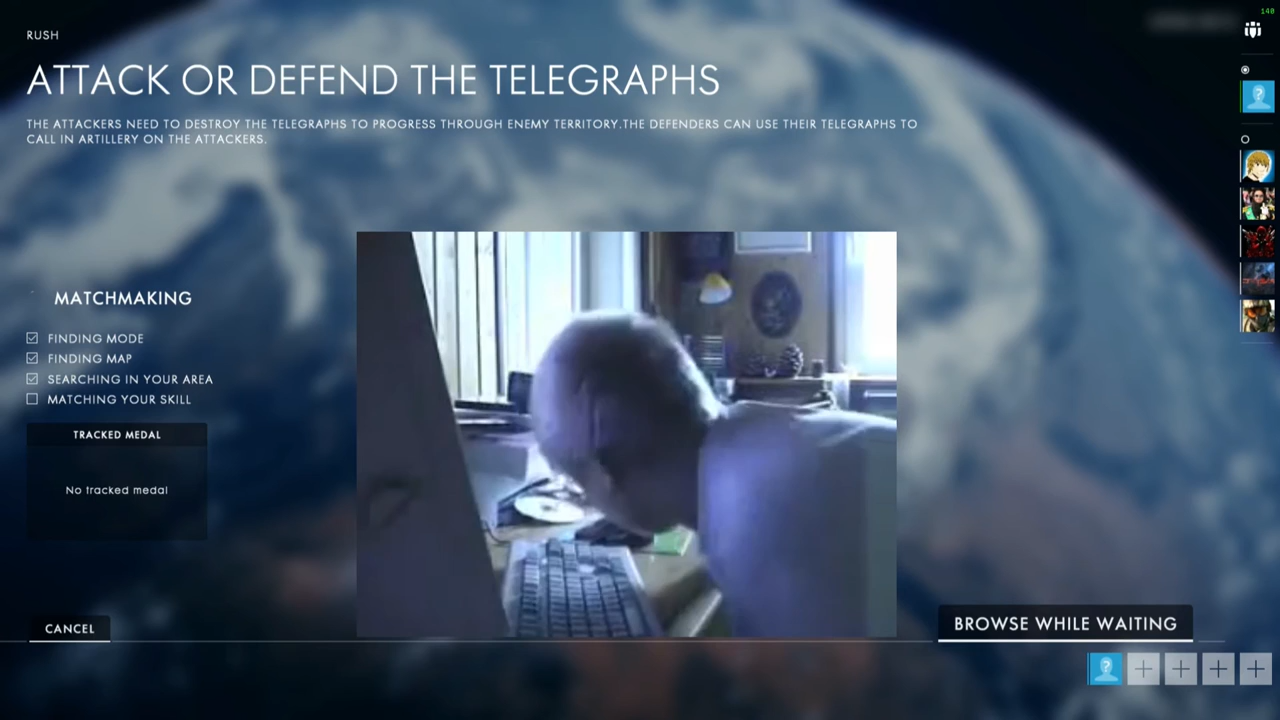 140
RUSH
ATTACK OR DEFEND THE TELEGRAPHS
THE ATTACKERS NEED TO DESTROY THE TELEGRAPHS TO PROGRESS THROUGH ENEMY TERRITORY.THE DEFENDERS CAN USE THEIR TELEGRAPHS TO
CALL IN ARTILLERY ON THE ATTACKERS.
MATCHMAKING
FINDING MODE
FINDING MAP
SEARCHING IN YOUR AREA
MATCHING YOUR SKILL
TRACKED MEDAL
No tracked medal
CANCEL
BROWSE WHILE WAITING